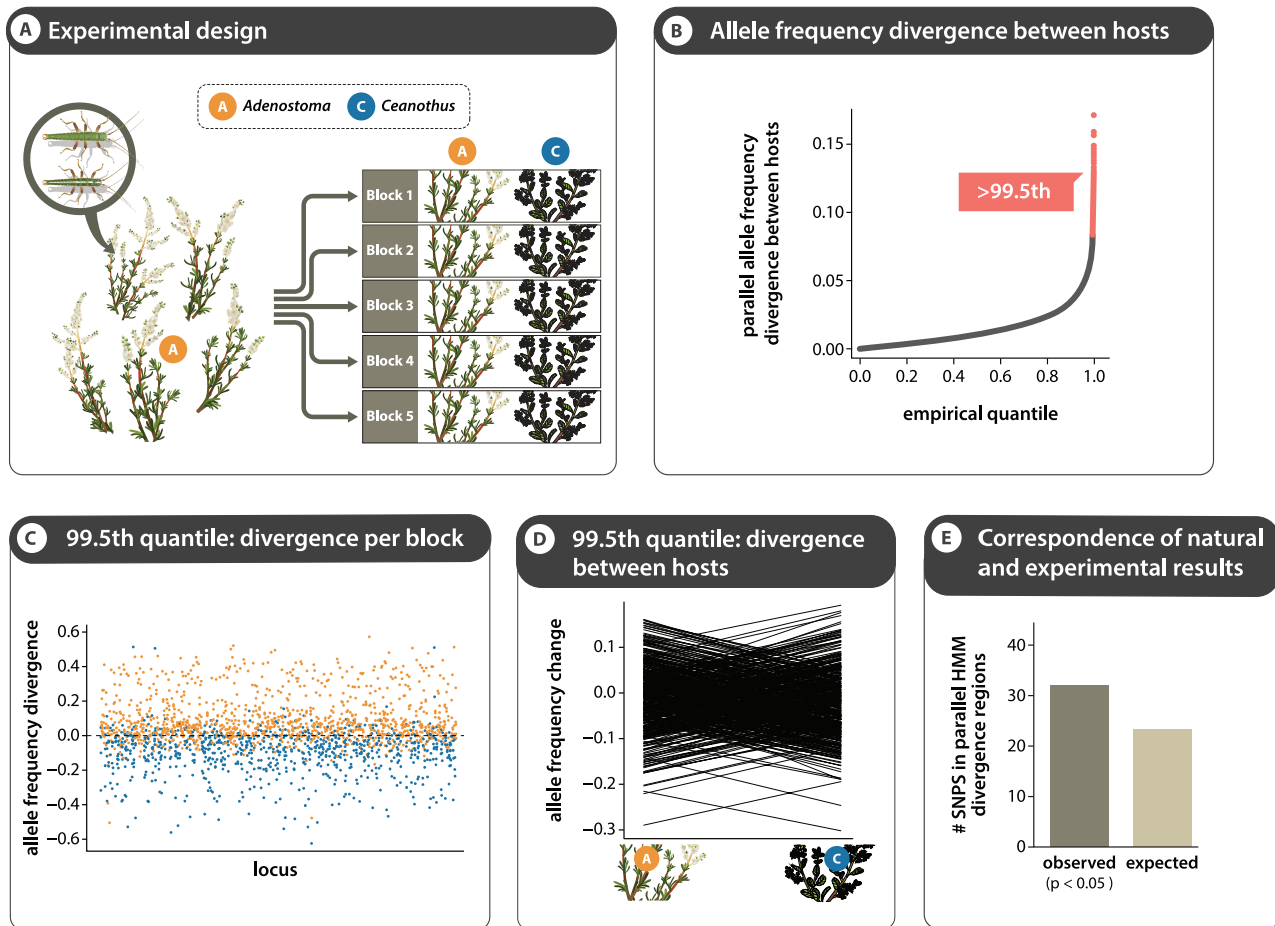 A Experimental design
A Adenostoma C Ceanothus
A C
Block 1
Block 2
Block 3
Block 4
Block 5
A
B Allele frequency divergence between hosts
parallel allele frequency
divergence between hosts
0.15
0.10
0.05
0.00
>99.5th
0.0 0.2 0.4 0.6 0.8 1.0
empirical quantile
C 99.5th quantile: divergence per block
allele frequency divergence
0.6
0.4
0.2
0.0
−0.2
−0.4
−0.6
locus
D 99.5th quantile: divergence
between hosts
allele frequency change
0.1
0.0
−0.1
−0.2
−0.3
A C
E Correspondence of natural
and experimental results
# SNPS in parallel HMM
divergence regions
40
30
20
10
0
observed expected
(p < 0.05 )